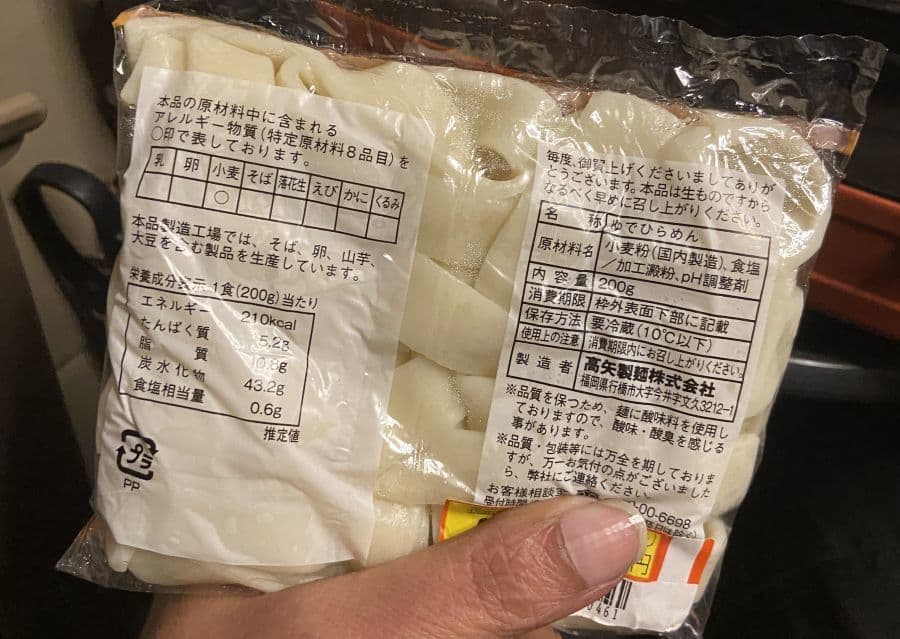 本品の原材料中に含まれる
アレルギー物質(特定原材料8品目)を
○印で表しております。
乳 卵 小麦 そば 落花生 えび かに くるみ
○
本品製造工場では、そば、卵、山芋、
大豆を含む製品を生産しています。
栄養成分表示 1食(200g)当たり
エネルギー 210kcal
たんぱく質 5.2g
脂 質 0.8g
炭水化物 43.2g
食塩相当量 0.6g
推定値
プラ
PP
毎度、御買上げくださいましてありが
とうございます。本品は生ものですから
なるべく早めに召し上がりください。
名 称 ゆでひらめん
原材料名 小麦粉(国内製造)、食塩
/加工澱粉、pH調整剤
内容量 200g
消費期限 枠外表面下部に記載
保存方法 要冷蔵(10℃以下)
使用上の注意 消費期限内にお召し上がりください。
製造者 高矢製麺株式会社
福岡県行橋市大字今井字文久3212-1
※品質を保つため、麺に酸味料を使用し
ておりますので、酸味・酸臭を感じる
事があります。
※品質・包装等には万全を期しておりま
すが、万一お気付の点がございました
ら、弊社にご連絡ください。
お客様相談室
00-6698
受付時間
461